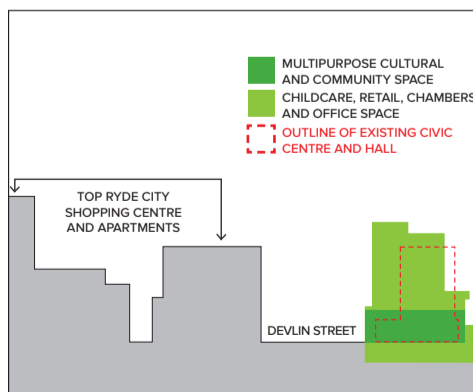 MULTIPURPOSE CULTURAL
AND COMMUNITY SPACE
CHILDCARE, RETAIL, CHAMBERS
AND OFFICE SPACE
OUTLINE OF EXISTING CIVIC
CENTRE AND HALL
TOP RYDE CITY
SHOPPING CENTRE
AND APARTMENTS
DEVLIN STREET